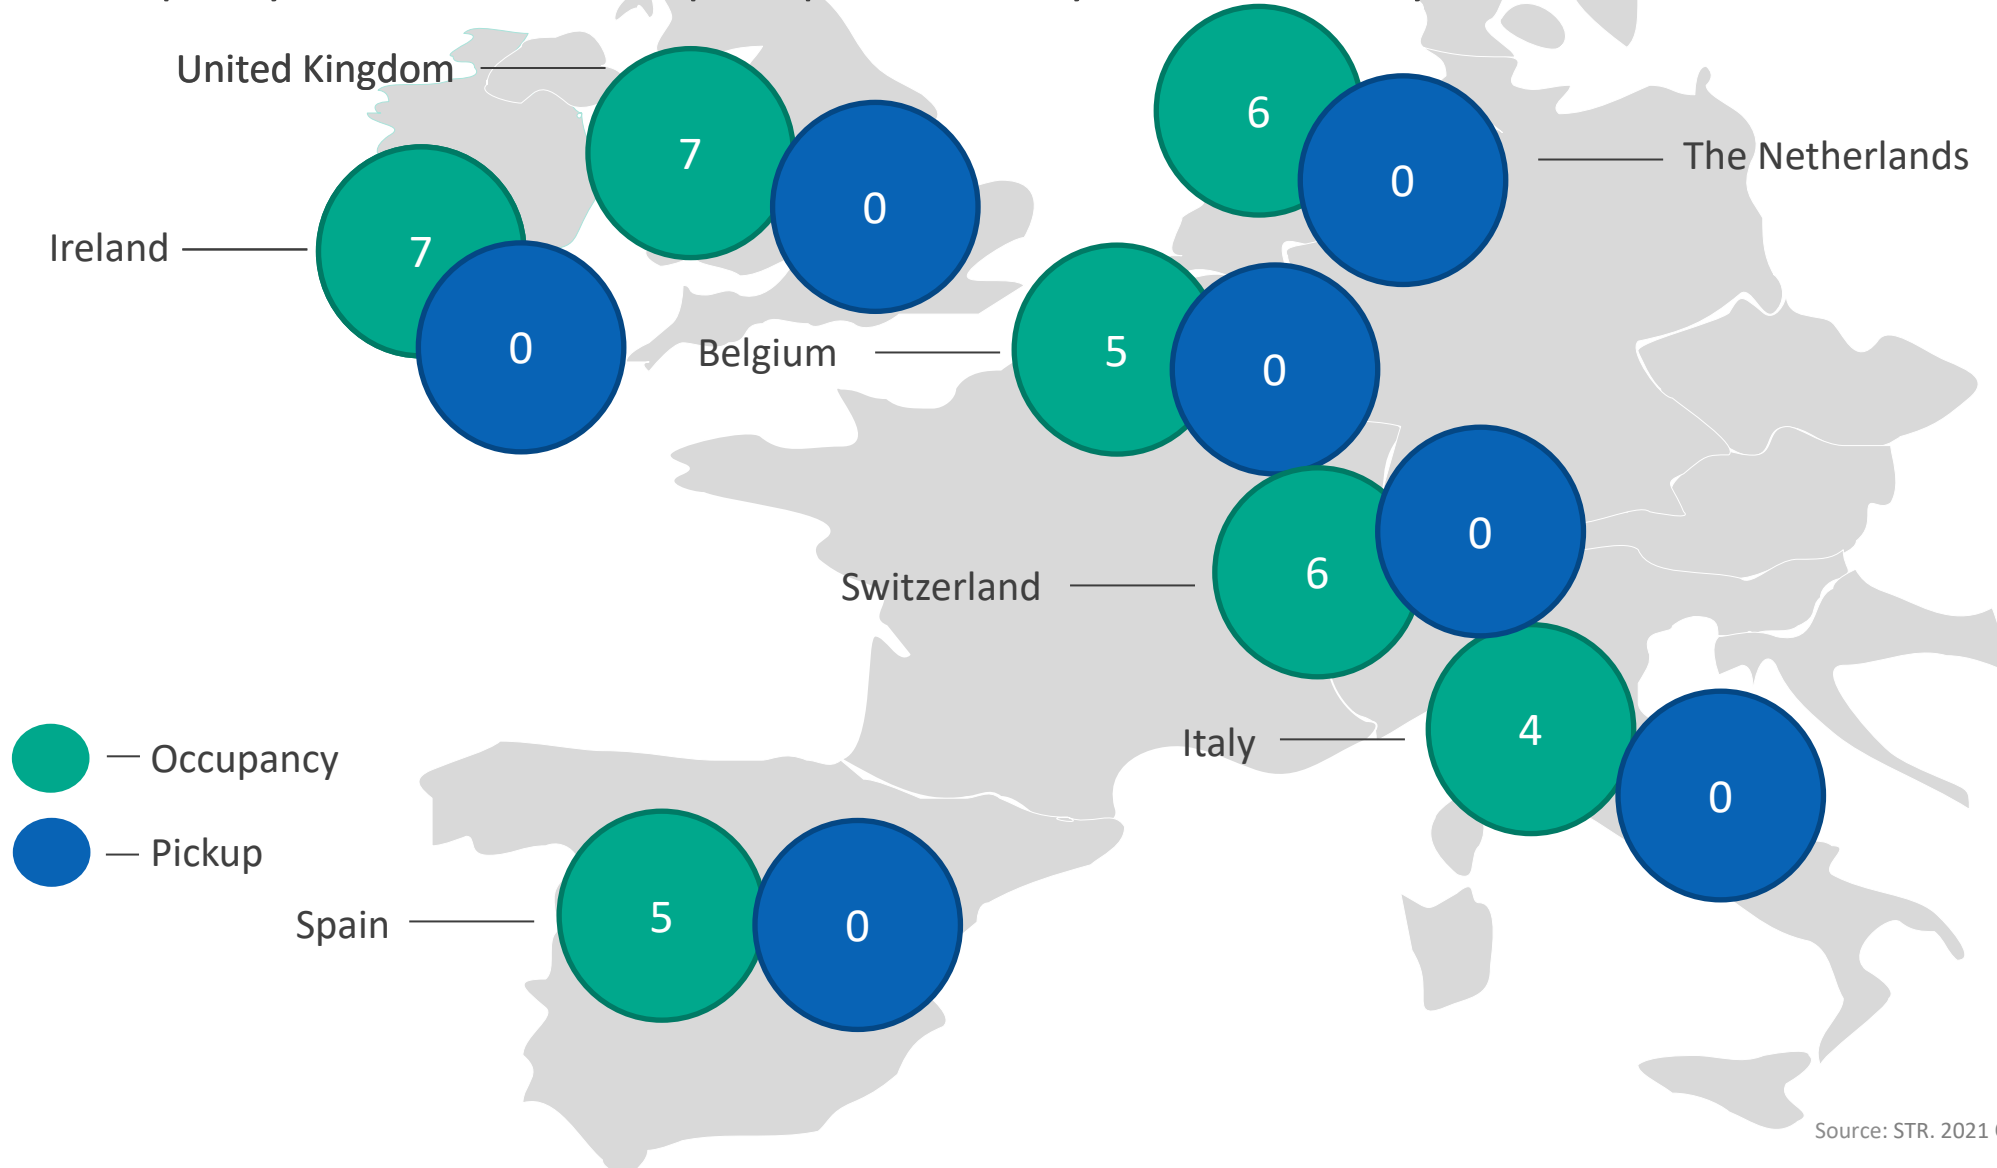 United Kingdom
7
0
6
0
The Netherlands
Ireland
7
0
Belgium
5
0
Switzerland
6
0
Italy
4
0
Occupancy
Pickup
Spain
5
0
Source: STR. 2021